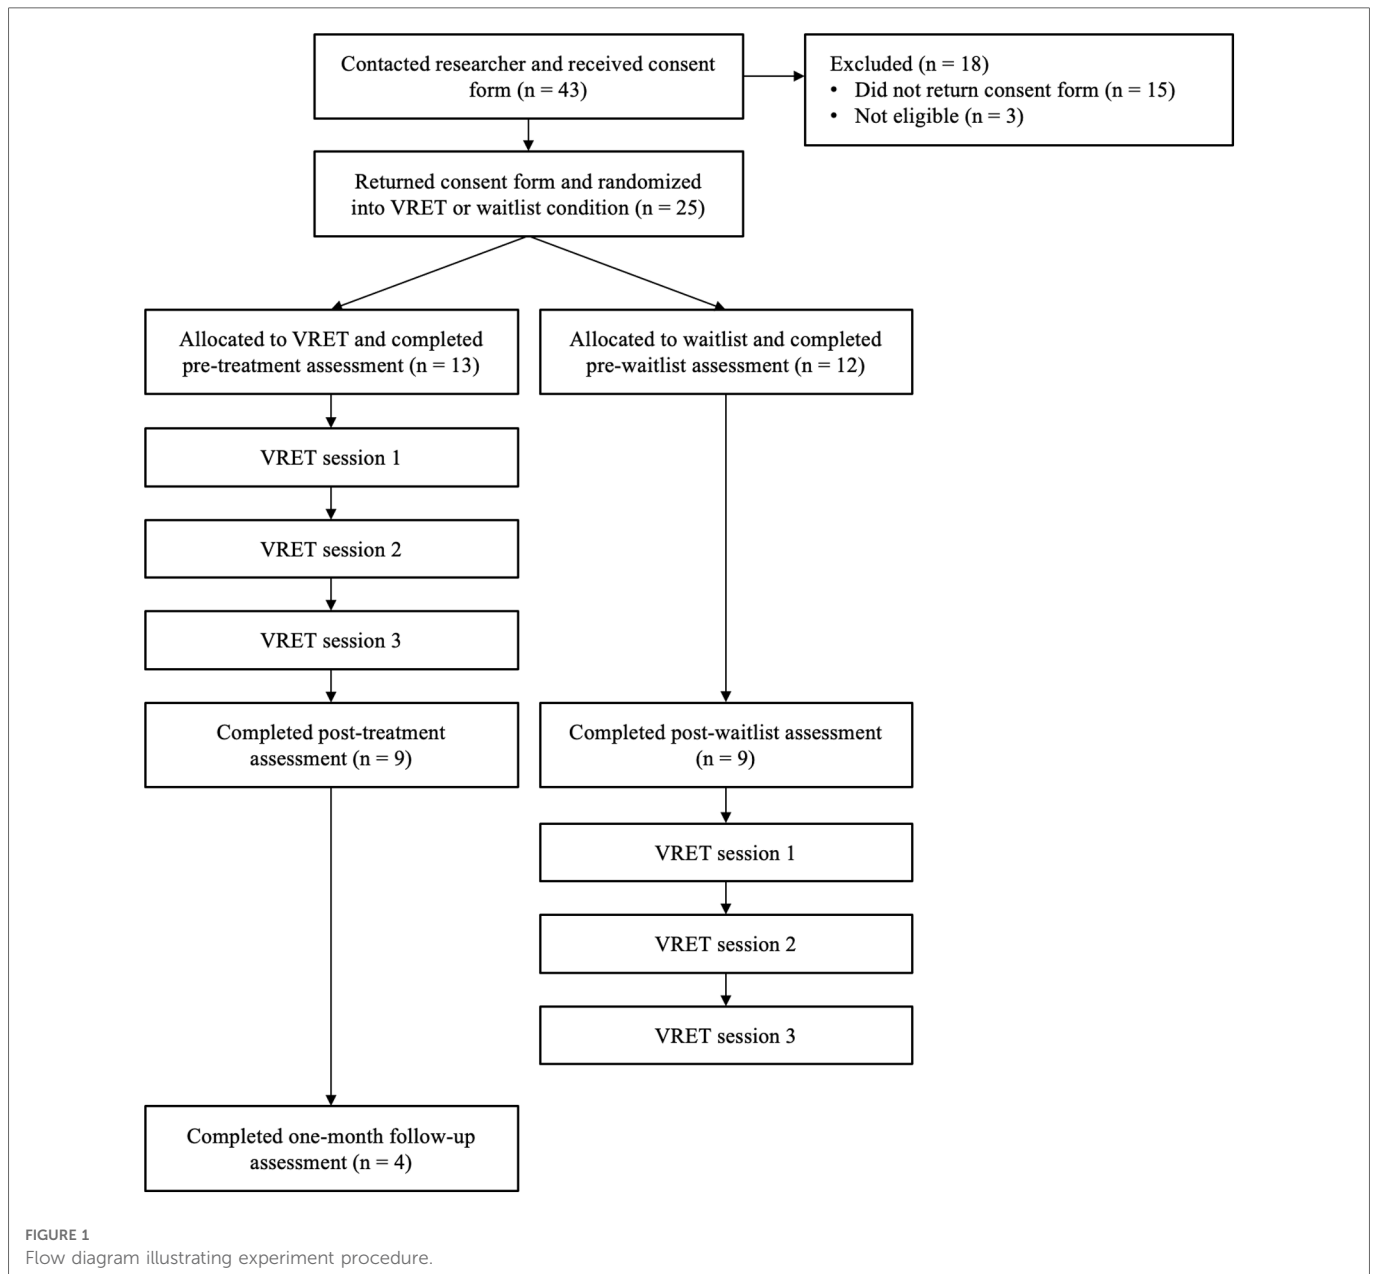 Contacted researcher and received consent
form (n = 43)
Excluded (n = 18)
• Did not return consent form (n = 15)
• Not eligible (n = 3)
Returned consent form and randomized
into VRET or waitlist condition (n = 25)
Allocated to VRET and completed
pre-treatment assessment (n = 13)
Allocated to waitlist and completed
pre-waitlist assessment (n = 12)
VRET session 1
VRET session 2
VRET session 3
Completed post-treatment
assessment (n = 9)
Completed post-waitlist assessment
(n = 9)
VRET session 1
VRET session 2
VRET session 3
Completed one-month follow-up
assessment (n = 4)
FIGURE 1
Flow diagram illustrating experiment procedure.